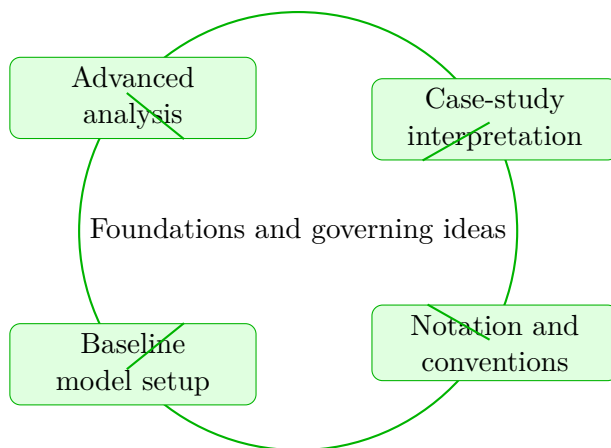 Advanced
analysis
Case-study
interpretation
Foundations and governing ideas
Baseline
model setup
Notation and
conventions